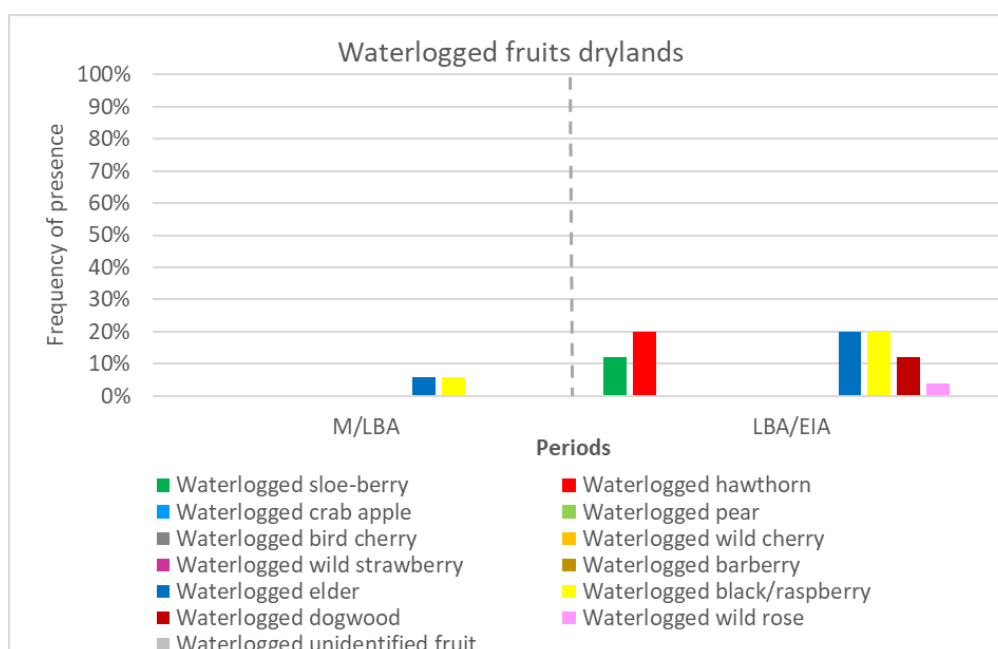 Waterlogged fruits drylands
100%
90%
80%
70%
60%
50%
40%
30%
20%
10%
0%
Frequency of presence
M/LBA LBA/EIA
Periods
Waterlogged sloe-berry Waterlogged hawthorn
Waterlogged crab apple Waterlogged pear
Waterlogged bird cherry Waterlogged wild cherry
Waterlogged wild strawberry Waterlogged barberry
Waterlogged elder Waterlogged black/raspberry
Waterlogged dogwood Waterlogged wild rose
Waterlogged unidentified fruit